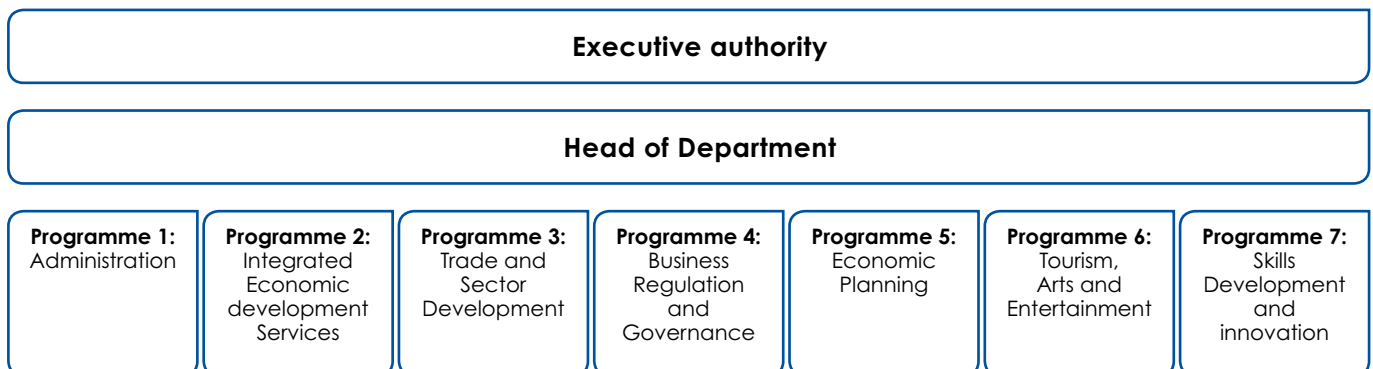 Executive authority
Head of Department
Programme 1:
Administration
Programme 2:
Integrated
Economic
development
Services
Programme 3:
Trade and
Sector
Development
Programme 4:
Business
Regulation
and
Governance
Programme 5:
Economic
Planning
Programme 6:
Tourism,
Arts and
Entertainment
Programme 7:
Skills
Development
and
innovation